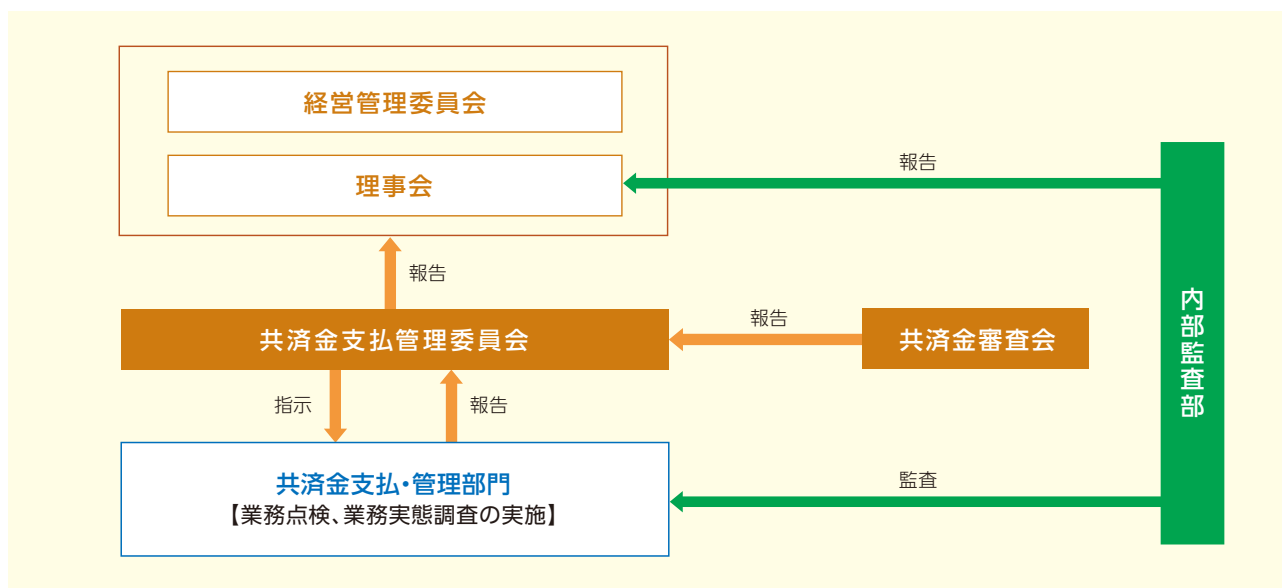 経営管理委員会
理事会
報告
報告
共済金支払管理委員会
報告
共済金審査会
内部監査部
指示
報告
共済金支払・管理部門
【業務点検、業務実態調査の実施】
監査